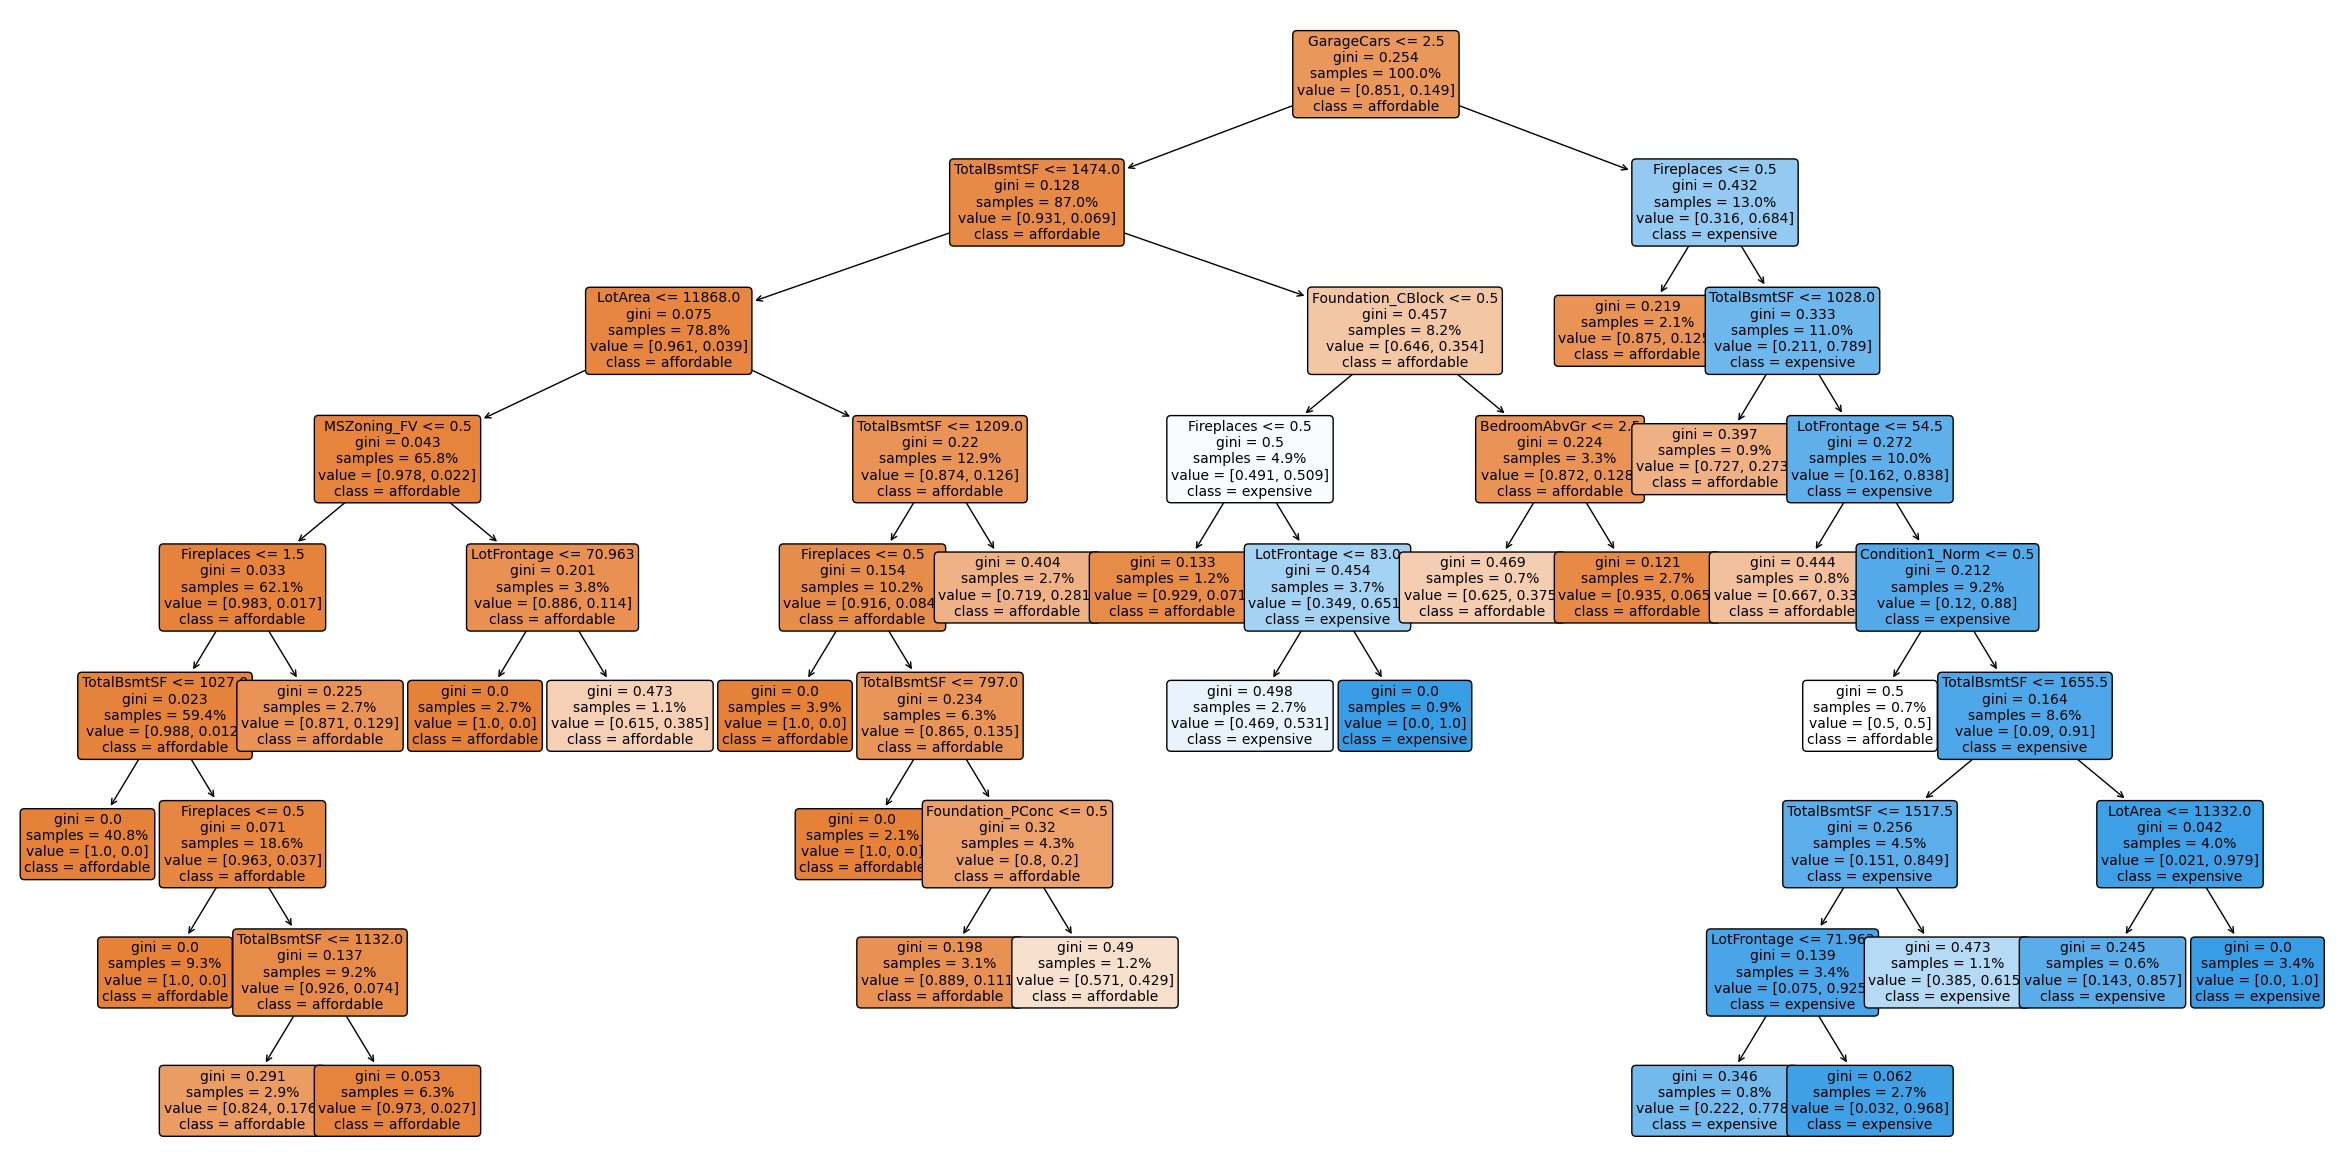 GarageCars <= 2.5
gini = 0.254
samples = 100.0%
value = [0.851, 0.149]
class = affordable
TotalBsmtSF <= 1474.0
gini = 0.128
samples = 87.0%
value = [0.931, 0.069]
class = affordable
Fireplaces <= 0.5
gini = 0.432
samples = 13.0%
value = [0.316, 0.684]
class = expensive
LotArea <= 11868.0
gini = 0.075
samples = 78.8%
value = [0.961, 0.039]
class = affordable
Foundation_CBlock <= 0.5
gini = 0.457
samples = 8.2%
value = [0.646, 0.354]
class = affordable
gini = 0.219
samples = 2.1%
value = [0.875, 0.125
class = affordable
TotalBsmtSF <= 1028.0
gini = 0.333
samples = 11.0%
value = [0.211, 0.789]
class = expensive
MSZoning_FV <= 0.5
gini = 0.043
samples = 65.8%
value = [0.978, 0.022]
class = affordable
TotalBsmtSF <= 1209.0
gini = 0.22
samples = 12.9%
value = [0.874, 0.126]
class = affordable
Fireplaces <= 0.5
gini = 0.5
samples = 4.9%
value = [0.491, 0.509]
class = expensive
BedroomAbvGr <= 2.5
gini = 0.224
samples = 3.3%
value = [0.872, 0.128
class = affordable
gini = 0.397
samples = 0.9%
value = [0.727, 0.273
class = affordable
LotFrontage <= 54.5
gini = 0.272
samples = 10.0%
value = [0.162, 0.838]
class = expensive
Fireplaces <= 1.5
gini = 0.033
samples = 62.1%
value = [0.983, 0.017]
class = affordable
LotFrontage <= 70.963
gini = 0.201
samples = 3.8%
value = [0.886, 0.114]
class = affordable
Fireplaces <= 0.5
gini = 0.154
samples = 10.2%
value = [0.916, 0.084
class = affordable
gini = 0.404
samples = 2.7%
value = [0.719, 0.281
class = affordable
gini = 0.133
samples = 1.2%
value = [0.929, 0.071
class = affordable
LotFrontage <= 83.0
gini = 0.454
samples = 3.7%
value = [0.349, 0.651
class = expensive
gini = 0.469
samples = 0.7%
value = [0.625, 0.375
class = affordable
gini = 0.121
samples = 2.7%
value = [0.935, 0.065
class = affordable
gini = 0.444
samples = 0.8%
value = [0.667, 0.33
class = affordable
Condition1_Norm <= 0.5
gini = 0.212
samples = 9.2%
value = [0.12, 0.88]
class = expensive
TotalBsmtSF <= 1027.0
gini = 0.023
samples = 59.4%
value = [0.988, 0.012
class = affordable
gini = 0.225
samples = 2.7%
value = [0.871, 0.129]
class = affordable
gini = 0.0
samples = 2.7%
value = [1.0, 0.0]
class = affordable
gini = 0.473
samples = 1.1%
value = [0.615, 0.385]
class = affordable
gini = 0.0
samples = 3.9%
value = [1.0, 0.0]
class = affordable
TotalBsmtSF <= 797.0
gini = 0.234
samples = 6.3%
value = [0.865, 0.135]
class = affordable
gini = 0.498
samples = 2.7%
value = [0.469, 0.531]
class = expensive
gini = 0.0
samples = 0.9%
value = [0.0, 1.0]
class = expensive
gini = 0.5
samples = 0.7%
value = [0.5, 0.5]
class = affordable
TotalBsmtSF <= 1655.5
gini = 0.164
samples = 8.6%
value = [0.09, 0.91]
class = expensive
gini = 0.0
samples = 40.8%
value = [1.0, 0.0]
class = affordable
Fireplaces <= 0.5
gini = 0.071
samples = 18.6%
value = [0.963, 0.037]
class = affordable
gini = 0.0
samples = 2.1%
value = [1.0, 0.0]
class = affordable
Foundation_PConc <= 0.5
gini = 0.32
samples = 4.3%
value = [0.8, 0.2]
class = affordable
TotalBsmtSF <= 1517.5
gini = 0.256
samples = 4.5%
value = [0.151, 0.849]
class = expensive
LotArea <= 11332.0
gini = 0.042
samples = 4.0%
value = [0.021, 0.979]
class = expensive
gini = 0.0
samples = 9.3%
value = [1.0, 0.0]
class = affordable
TotalBsmtSF <= 1132.0
gini = 0.137
samples = 9.2%
value = [0.926, 0.074]
class = affordable
gini = 0.198
samples = 3.1%
value = [0.889, 0.111
class = affordable
gini = 0.49
samples = 1.2%
value = [0.571, 0.429]
class = affordable
LotFrontage <= 71.963
gini = 0.139
samples = 3.4%
value = [0.075, 0.925
class = expensive
gini = 0.473
samples = 1.1%
value = [0.385, 0.615
class = expensive
gini = 0.245
samples = 0.6%
value = [0.143, 0.857]
class = expensive
gini = 0.0
samples = 3.4%
value = [0.0, 1.0]
class = expensive
gini = 0.291
samples = 2.9%
value = [0.824, 0.176
class = affordable
gini = 0.053
samples = 6.3%
value = [0.973, 0.027]
class = affordable
gini = 0.346
samples = 0.8%
value = [0.222, 0.778
class = expensive
gini = 0.062
samples = 2.7%
value = [0.032, 0.968]
class = expensive